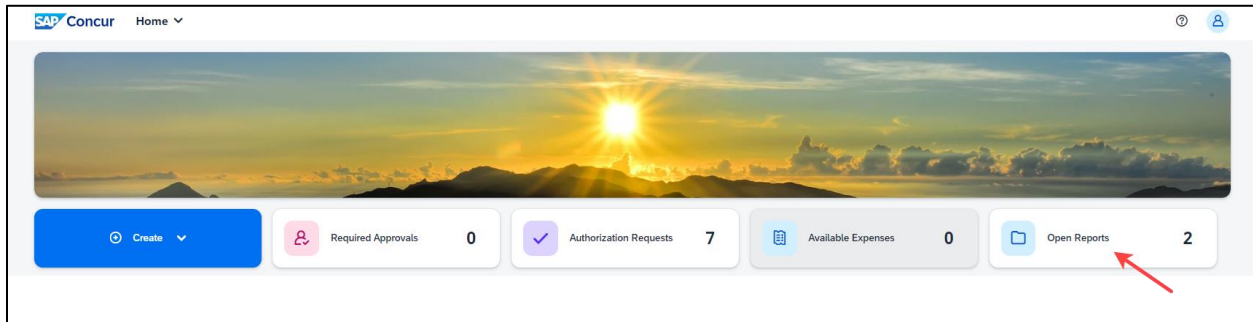 SAP Concur Home
Create
Required Approvals 0
Authorization Requests 7
Available Expenses 0
Open Reports 2